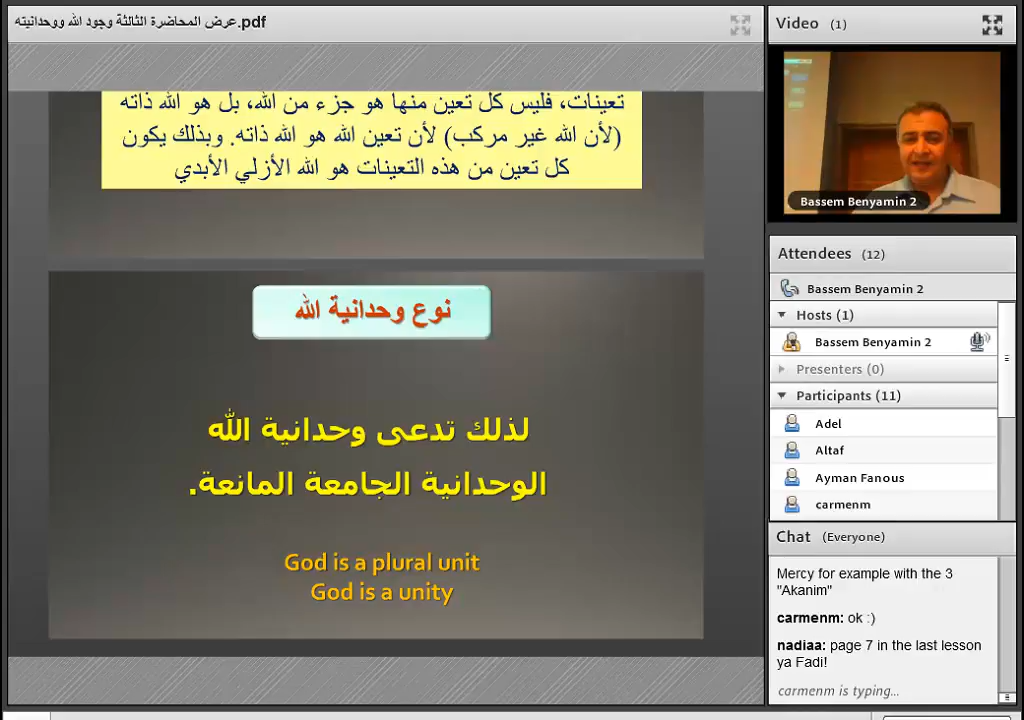 عرض المحاضرة الثالثة وجود الله ووحدانيته.pdf
تعينات، فليس كل تعين منها هو جزء من الله، بل هو الله ذاته
(لأن الله غير مركب) لأن تعين الله هو الله ذاته. وبذلك يكون
كل تعين من هذه التعينات هو الله الأزلي الأبدي
نوع وحدانية الله
لذلك تدعى وحدانية الله
الوحدانية الجامعة المانعة.
God is a plural unit
God is a unity
Video (1)
Bassem Benyamin 2
Attendees (12)
Bassem Benyamin 2
Hosts (1)
Bassem Benyamin 2
Presenters (0)
Participants (11)
Adel
Altaf
Ayman Fanous
carmenm
Chat (Everyone)
Mercy for example with the 3
"Akanim"
carmenm: ok :)
nadiaa: page 7 in the last lesson
ya Fadi!
carmenm is typing...